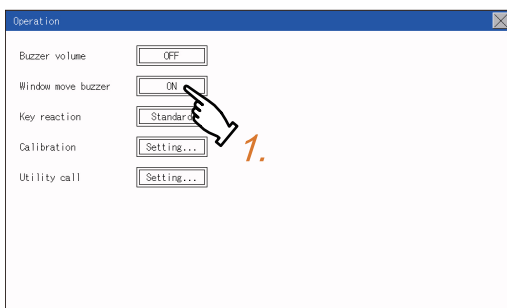 Operation
Buzzer volume OFF
Window move buzzer ON
Key reaction Standard
Calibration Setting...
Utility call Setting...
1.